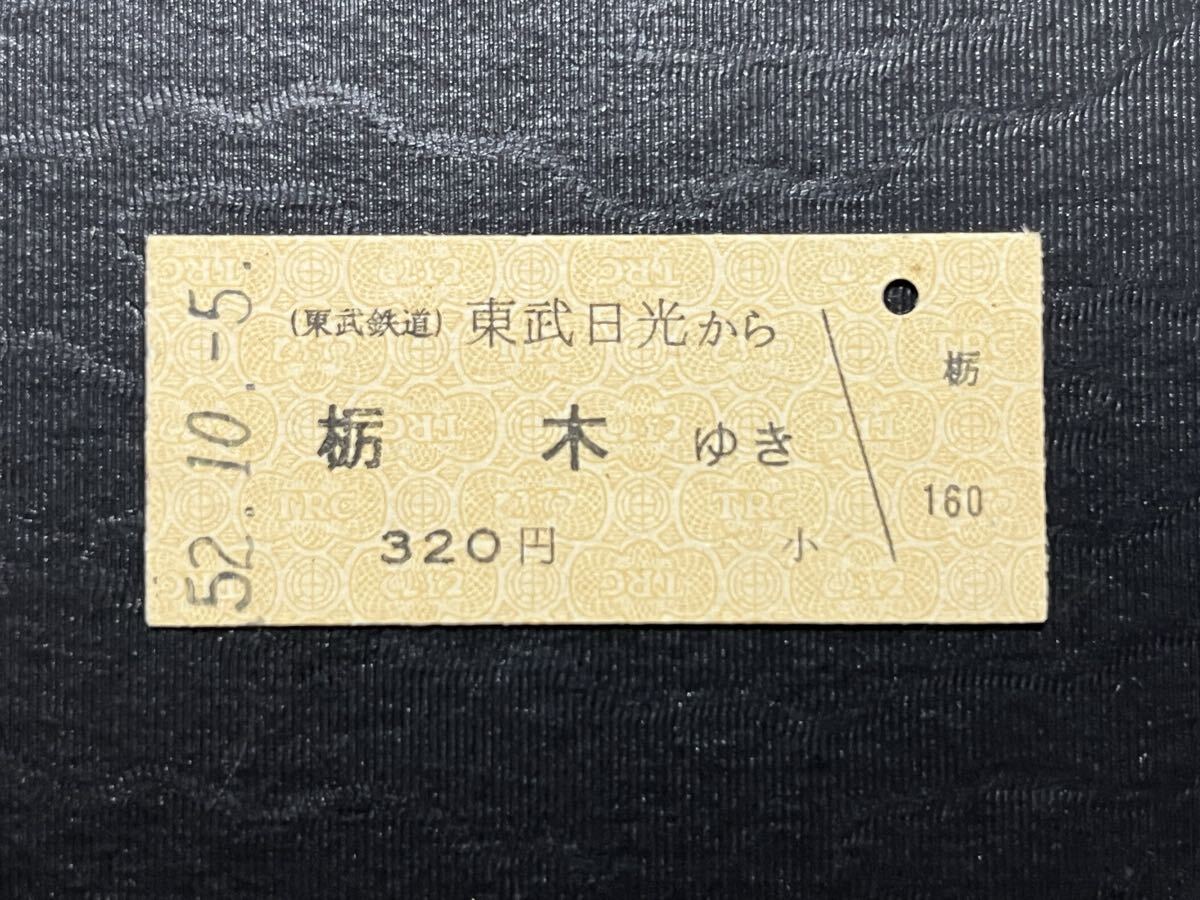 52.10.-5.
(東武鉄道) 東武日光から
栃木ゆき
320円 小
栃
160